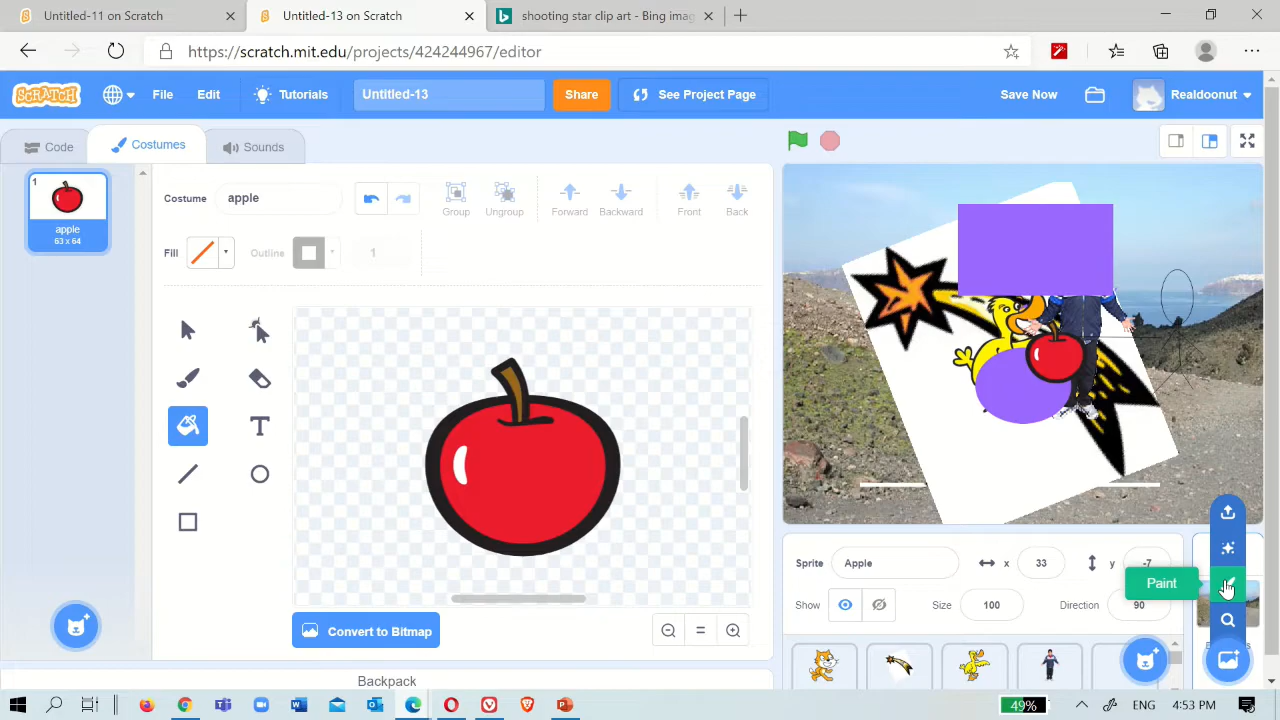 Untitled-11 on Scratch
Untitled-13 on Scratch
shooting star clip art - Bing imag
https://scratch.mit.edu/projects/424244967/editor
SCRATCH
File
Edit
Tutorials
Untitled-13
Share
See Project Page
Save Now
Realdoonut
Code
Costumes
Sounds
1
apple
63 x 64
Costume
apple
Group
Ungroup
Forward
Backward
Front
Back
Fill
Outline
1
T
Convert to Bitmap
Backpack
Sprite
Apple
x
33
y
-7
Show
Size
100
Direction
90
Paint
49%
ENG
4:53 PM